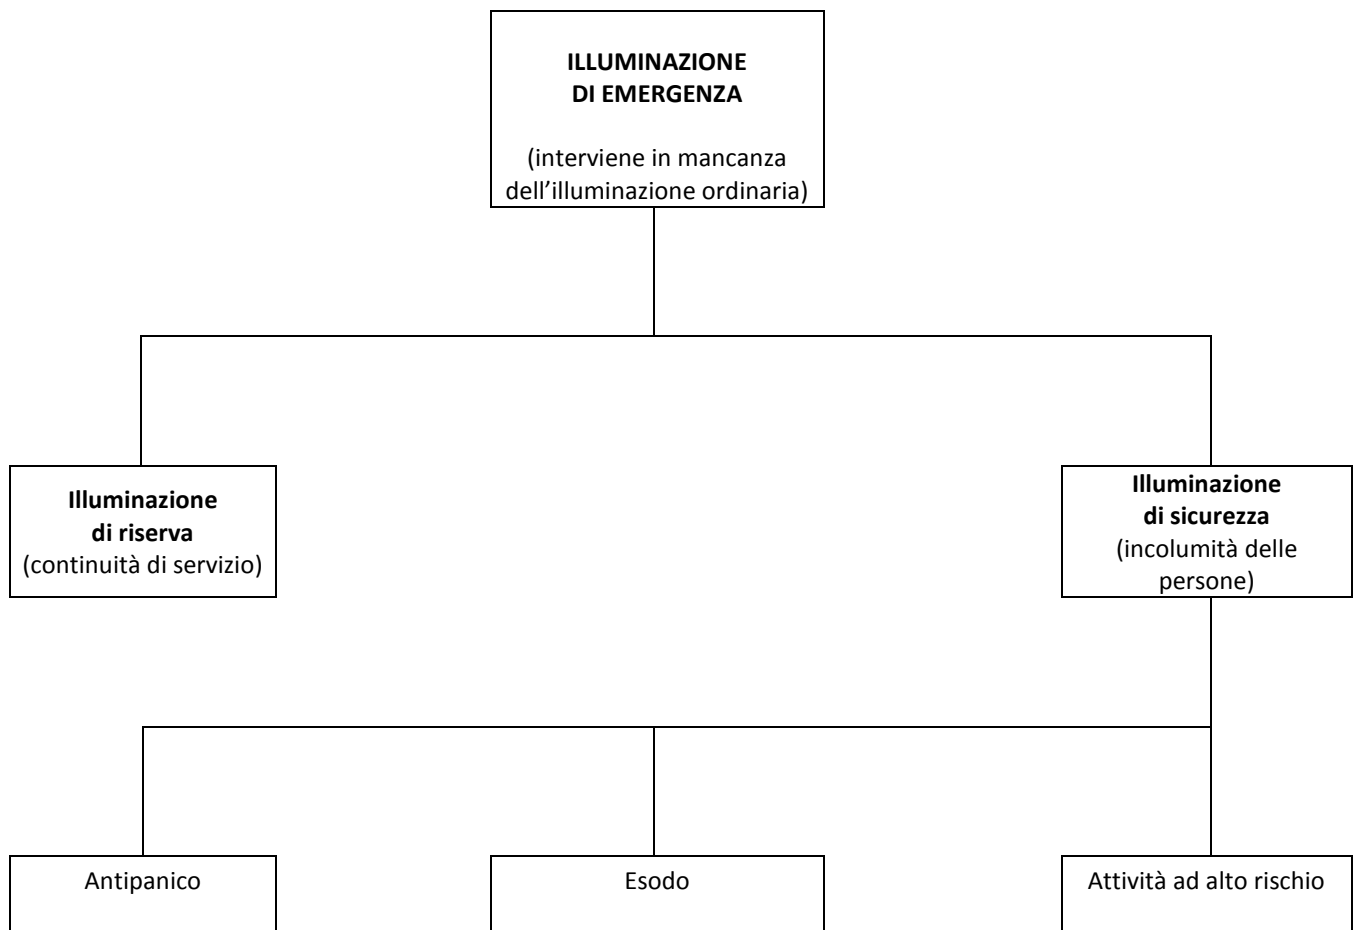 ILLUMINAZIONE
DI EMERGENZA
(interviene in mancanza
dell’illuminazione ordinaria)
Illuminazione
di riserva
(continuità di servizio)
Illuminazione
di sicurezza
(incolumità delle
persone)
Antipanico
Esodo
Attività ad alto rischio